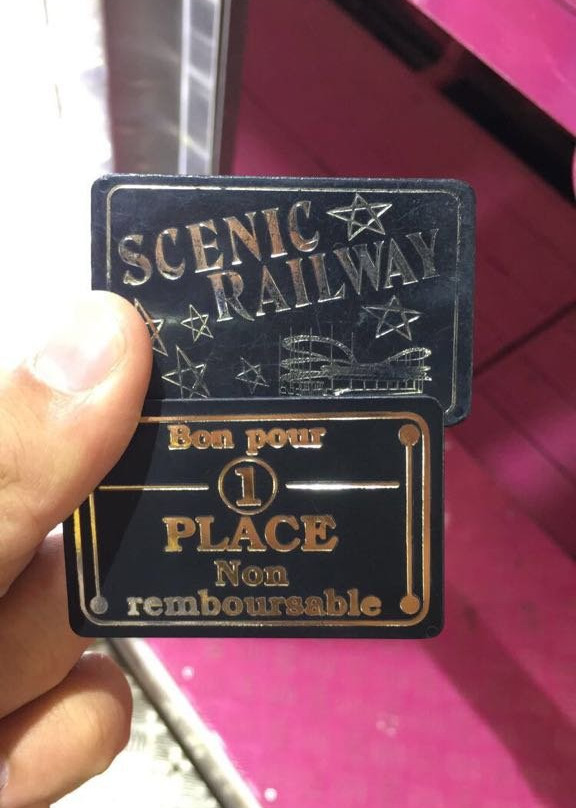 SCENIC
RAILWAY
Bon pour
1
PLACE
Non
remboursable